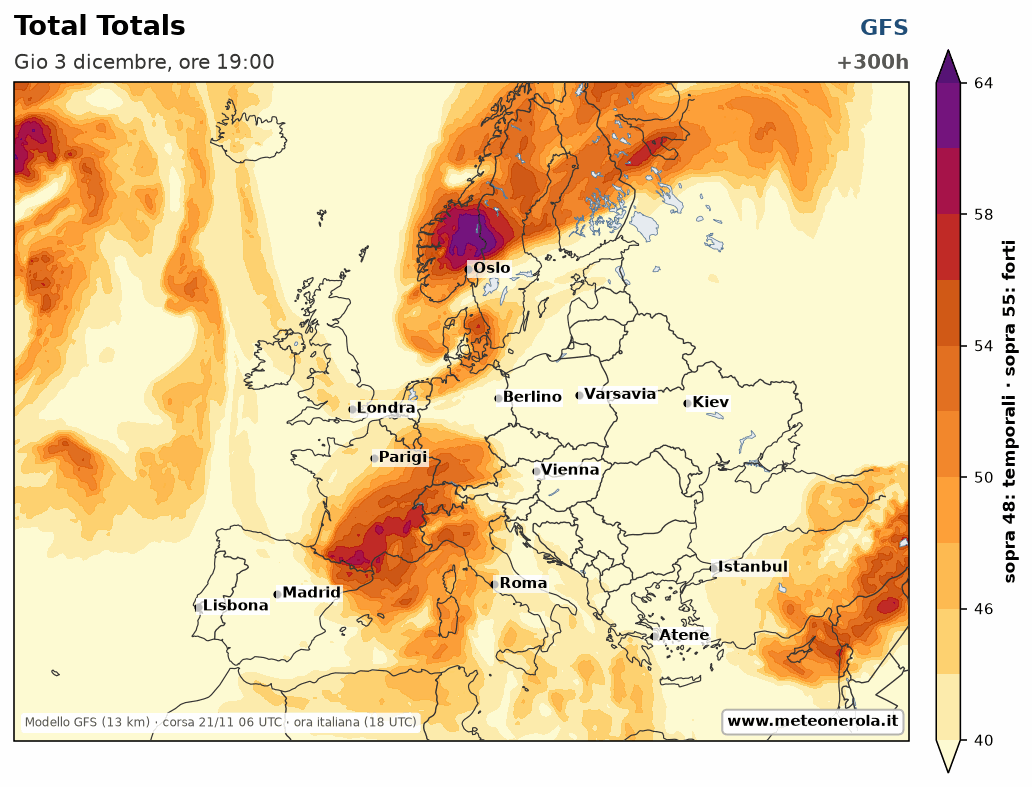 Total Totals
GFS
Gio 3 dicembre, ore 19:00
+300h
64
58
54
50
46
40
sopra 48: temporali · sopra 55: forti
Oslo
Londra
Berlino
Varsavia
Kiev
Parigi
Vienna
Istanbul
Roma
Madrid
Lisbona
Atene
Modello GFS (13 km) · corsa 21/11 06 UTC · ora italiana (18 UTC)
www.meteonerola.it